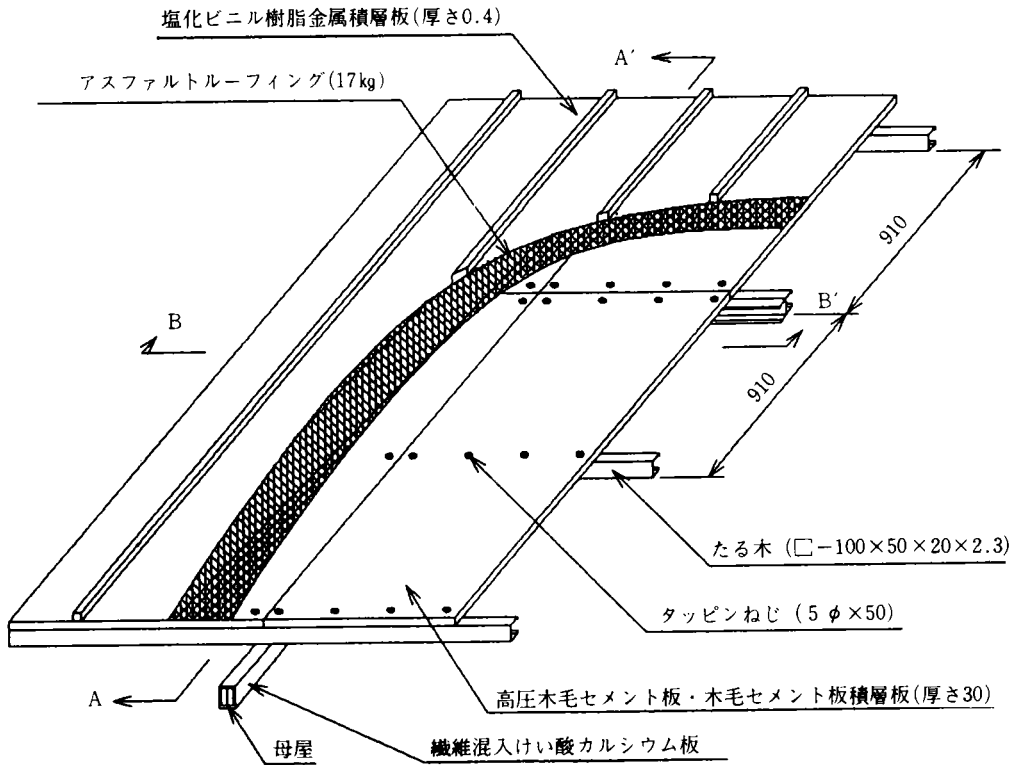 塩化ビニル樹脂金属積層板(厚さ0.4)
A′
アスファルトルーフィング(17kg)
910
B
B′
910
たる木 (□-100×50×20×2.3)
タッピンねじ (5φ×50)
A
高圧木毛セメント板・木毛セメント板積層板(厚さ30)
母屋
繊維混入けい酸カルシウム板